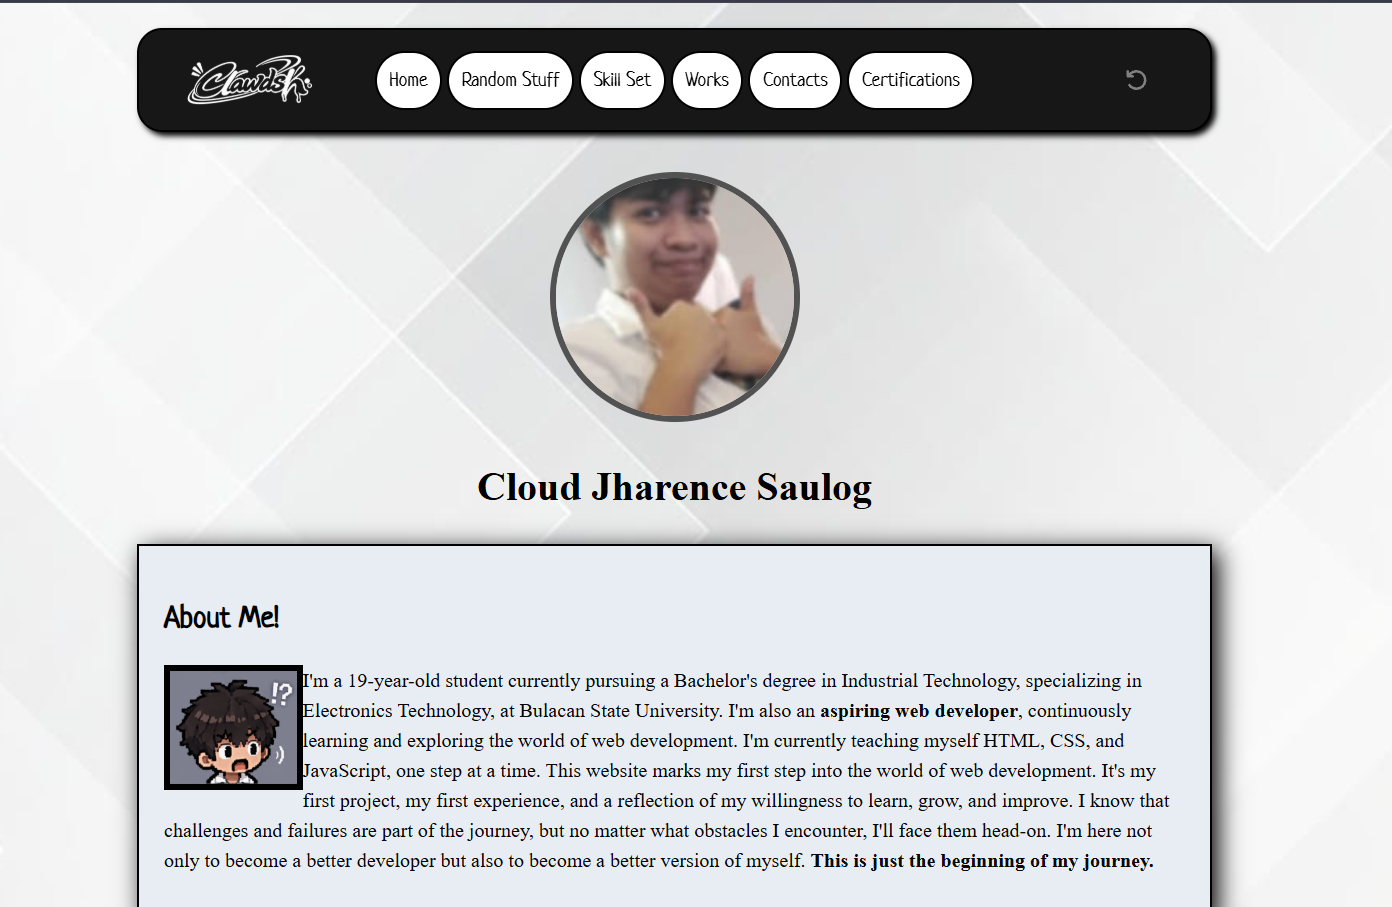 Clawdsk
Home Random Stuff Skill Set Works Contacts Certifications
Cloud Jharence Saulog
About Me!
!?
I'm a 19-year-old student currently pursuing a Bachelor's degree in Industrial Technology, specializing in
Electronics Technology, at Bulacan State University. I'm also an aspiring web developer, continuously
learning and exploring the world of web development. I'm currently teaching myself HTML, CSS, and
JavaScript, one step at a time. This website marks my first step into the world of web development. It's my
first project, my first experience, and a reflection of my willingness to learn, grow, and improve. I know that
challenges and failures are part of the journey, but no matter what obstacles I encounter, I'll face them head-on. I'm here not
only to become a better developer but also to become a better version of myself. This is just the beginning of my journey.